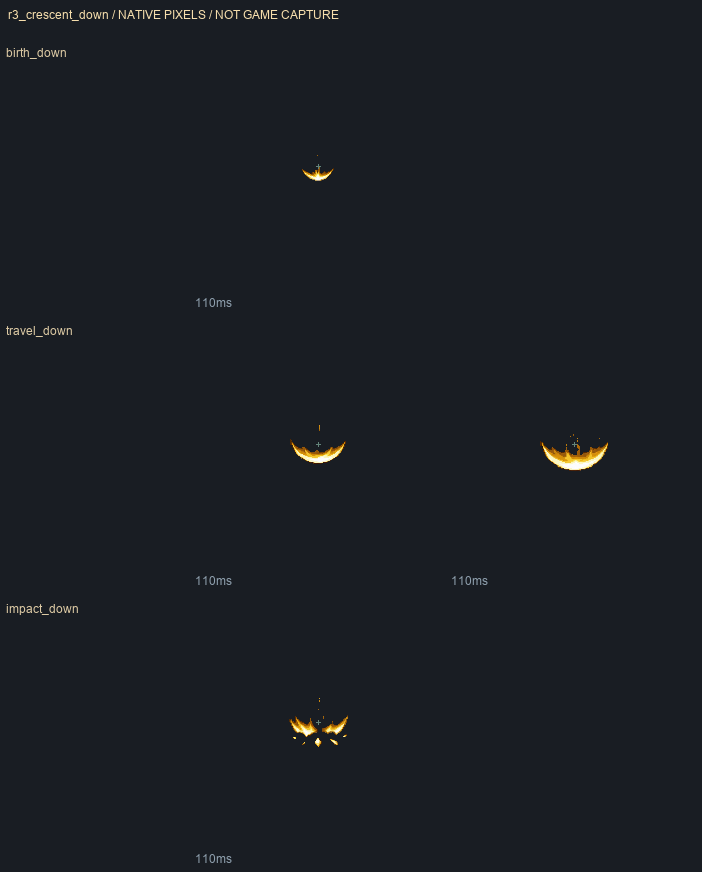 r3_crescent_down / NATIVE PIXELS / NOT GAME CAPTURE
birth_down
110ms
travel_down
110ms 110ms
impact_down
110ms